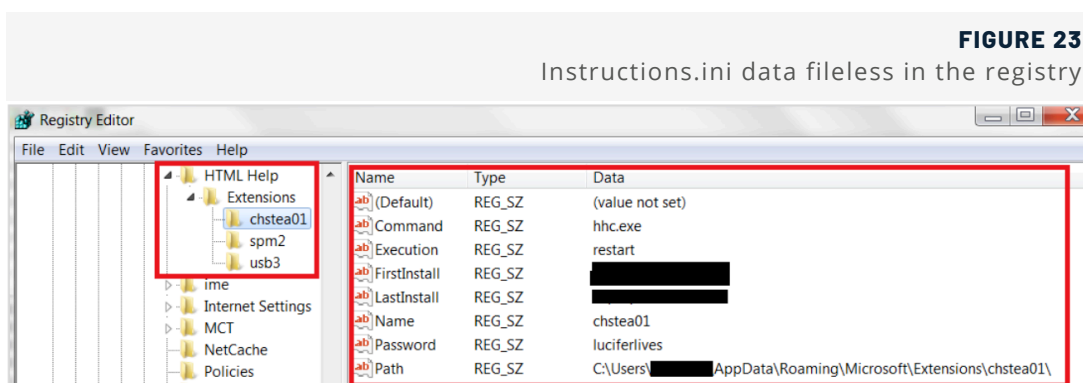 FIGURE 23
Instructions.ini data fileless in the registry
Registry Editor
File Edit View Favorites Help
HTML Help
Extensions
chstea01
spm2
usb3
ime
Internet Settings
MCT
NetCache
Policies
Name Type Data
(Default) REG_SZ (value not set)
Command REG_SZ hhc.exe
Execution REG_SZ restart
FirstInstall REG_SZ
LastInstall REG_SZ
Name REG_SZ chstea01
Password REG_SZ luciferlives
Path REG_SZ C:\Users\ AppData\Roaming\Microsoft\Extensions\chstea01\